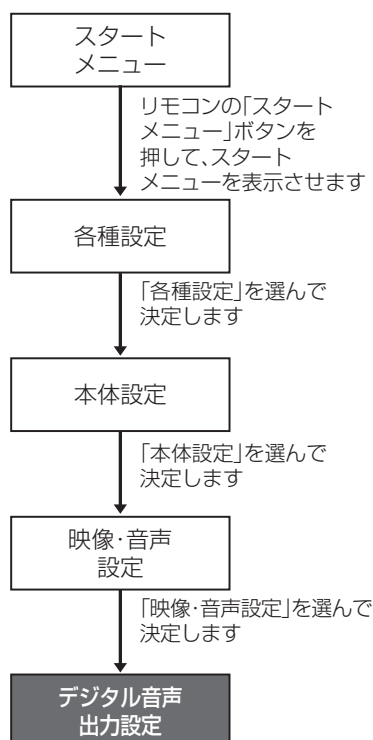 スタート
メニュー
リモコンの｢スタート
メニュー｣ボタンを
押して､スタート
メニューを表示させます
各種設定
｢各種設定｣を選んで
決定します
本体設定
｢本体設定｣を選んで
決定します
映像･音声
設定
｢映像･音声設定｣を選んで
決定します
デジタル音声
出力設定